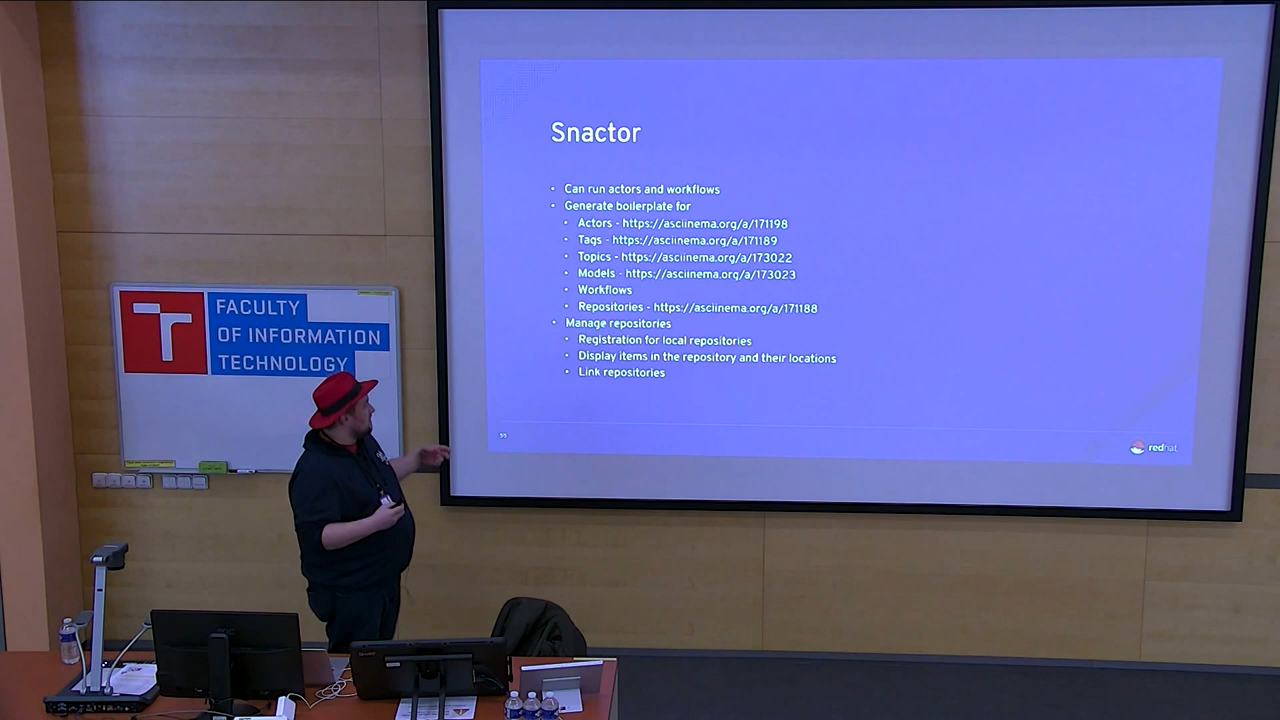 Snactor
• Can run actors and workflows
• Generate boilerplate for
• Actors - https://asciinema.org/a/171198
• Tags - https://asciinema.org/a/171189
• Topics - https://asciinema.org/a/173022
• Models - https://asciinema.org/a/173023
• Workflows
• Repositories - https://asciinema.org/a/171188
• Manage repositories
• Registration for local repositories
• Display items in the repository and their locations
• Link repositories
redhat
T
FACULTY
OF INFORMATION
TECHNOLOGY